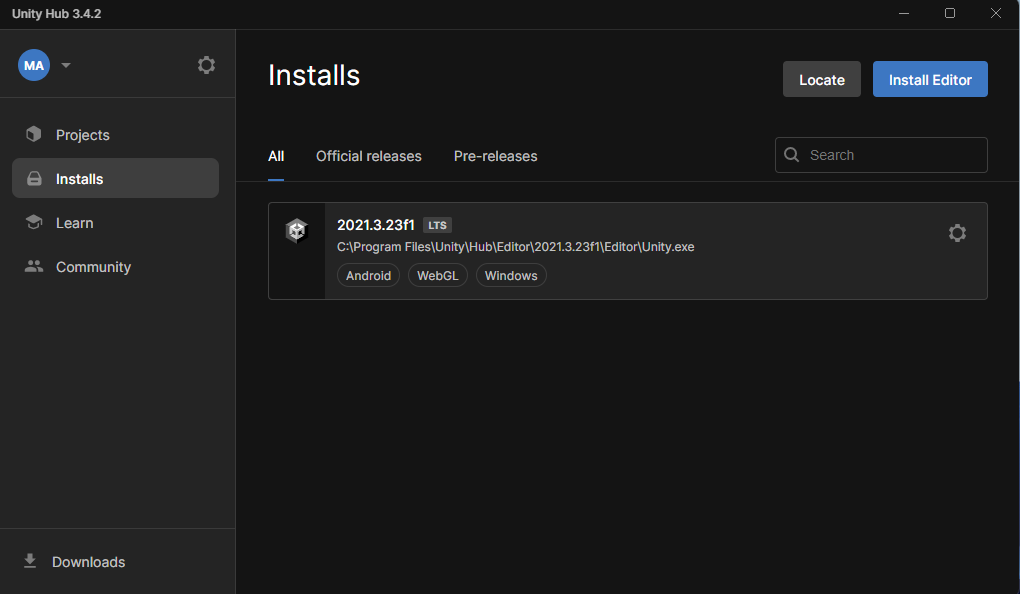 Unity Hub 3.4.2
MA
Projects
Installs
Learn
Community
Downloads
Installs
Locate
Install Editor
All
Official releases
Pre-releases
Search
2021.3.23f1 LTS
C:\Program Files\Unity\Hub\Editor\2021.3.23f1\Editor\Unity.exe
Android WebGL Windows